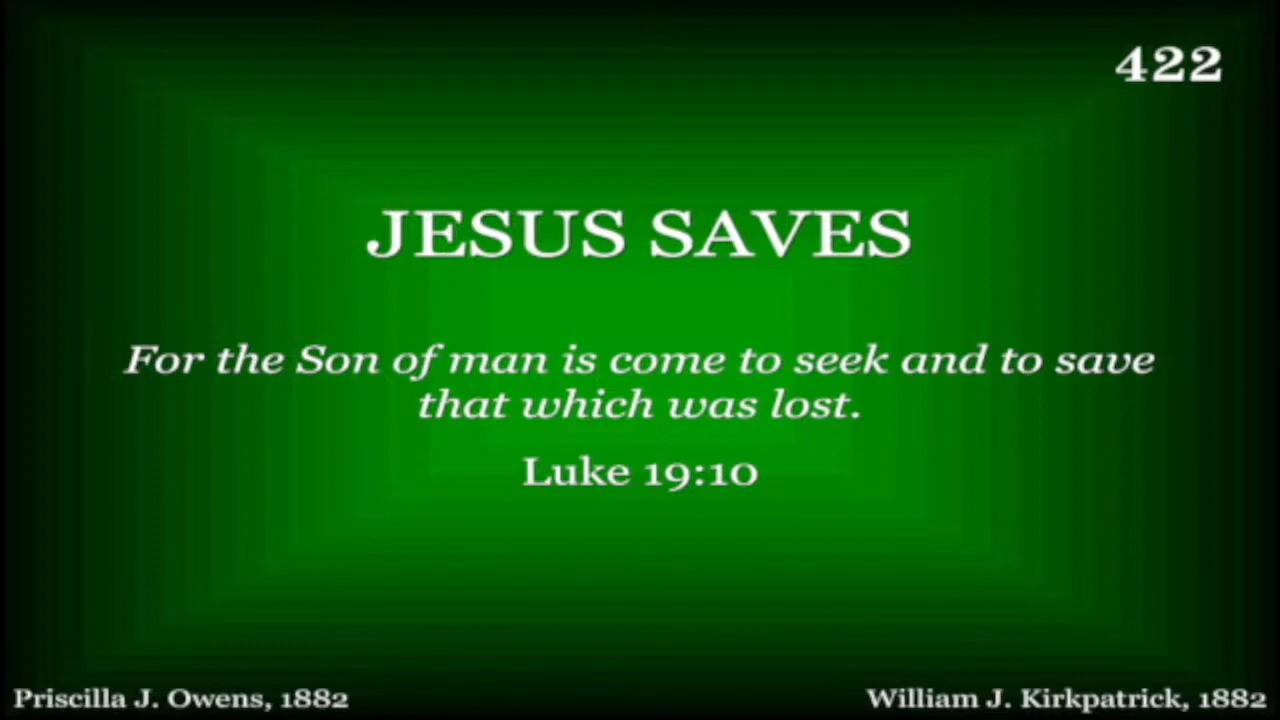 422
JESUS SAVES
For the Son of man is come to seek and to save
that which was lost.
Luke 19:10
Priscilla J. Owens, 1882
William J. Kirkpatrick, 1882